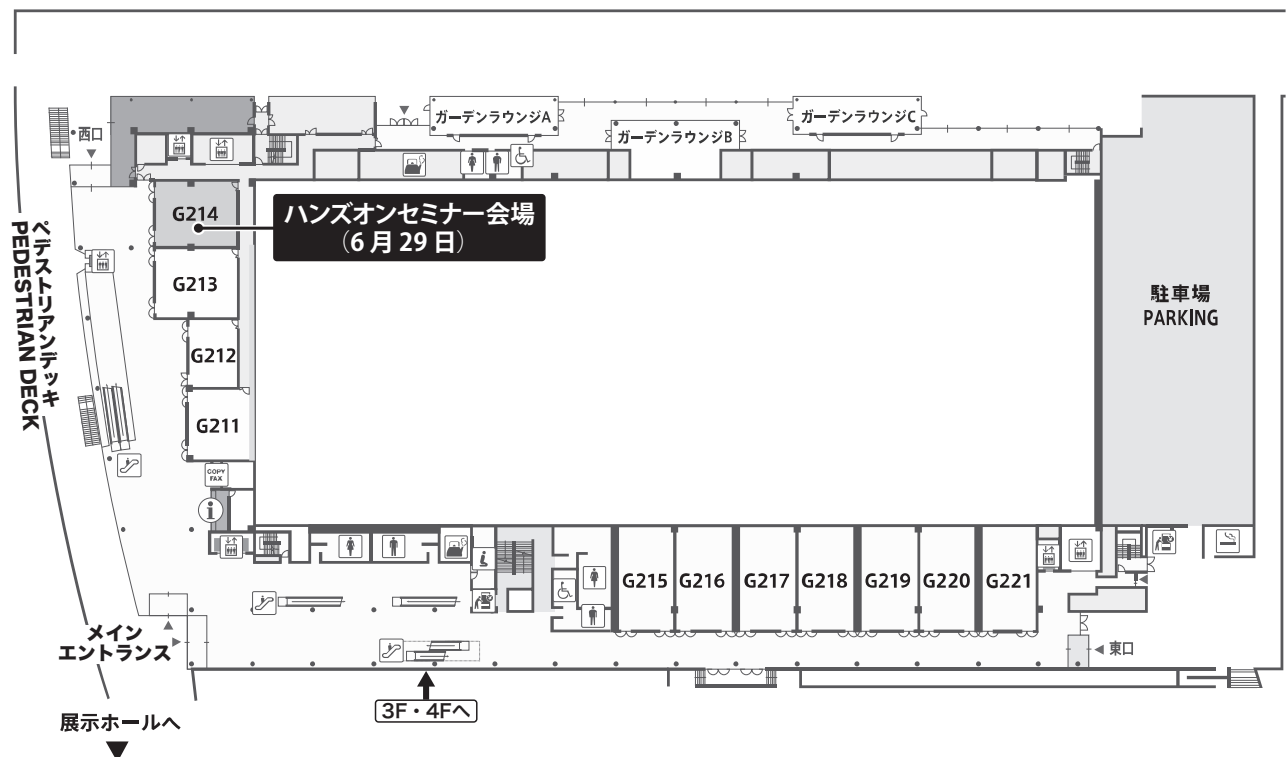 ガーデンラウンジA
ガーデンラウンジC
ガーデンラウンジB
西口
G214
ハンズオンセミナー会場
(6月29日)
G213
ペデストリアンデッキ
PEDESTRIAN DECK
駐車場
PARKING
G212
G211
COPY
FAX
i
G215
G216
G217
G218
G219
G220
G221
メイン
エントランス
東口
3F・4Fへ
展示ホールへ